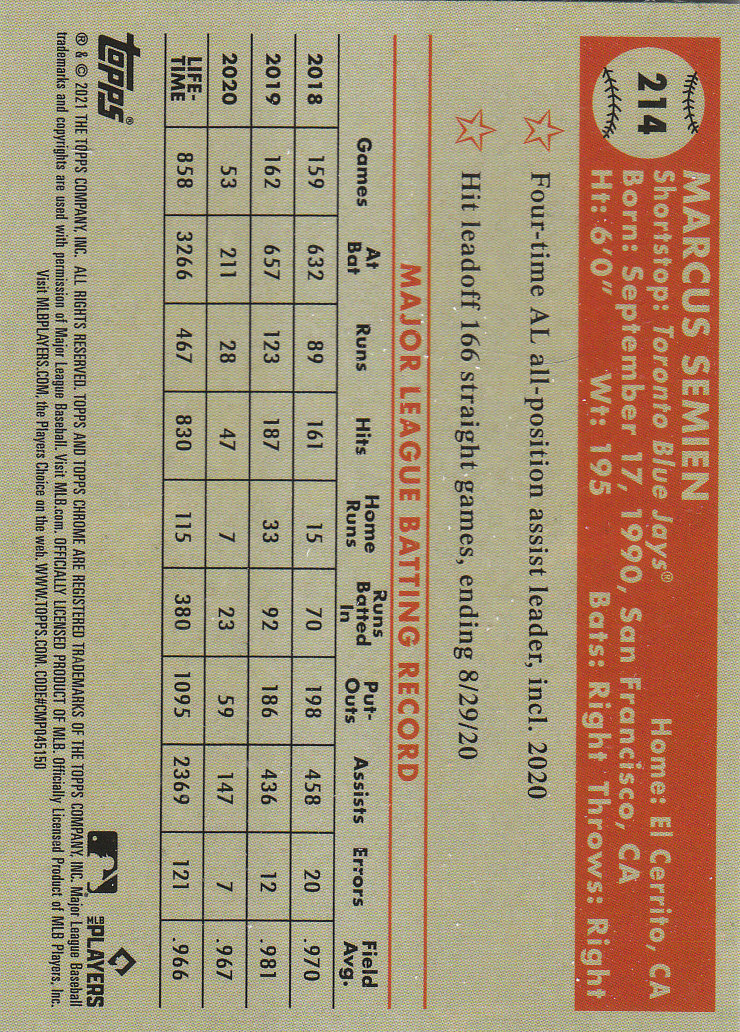 214
MARCUS SEMIEN
Shortstop: Toronto Blue Jays® Home: El Cerrito, CA
Born: September 17, 1990, San Francisco, CA
Ht: 6'0" Wt: 195 Bats: Right Throws: Right
Four-time AL all-position assist leader, incl. 2020
Hit leadoff 166 straight games, ending 8/29/20
MAJOR LEAGUE BATTING RECORD
Games At Bat Runs Hits Home Runs Runs Batted In Put-Outs Assists Errors Field Avg.
2018 159 632 89 161 15 70 198 458 20 .970
2019 162 657 123 187 33 92 186 436 12 .981
2020 53 211 28 47 7 23 59 147 7 .967
LIFE-TIME 858 3266 467 830 115 380 1095 2369 121 .966
topps®
MLB PLAYERS
® & © 2021 THE TOPPS COMPANY, INC. ALL RIGHTS RESERVED. TOPPS AND TOPPS CHROME ARE REGISTERED TRADEMARKS OF THE TOPPS COMPANY, INC. Major League Baseball
trademarks and copyrights are used with permission of Major League Baseball. Visit MLB.com. OFFICIALLY LICENSED PRODUCT OF MLB. Officially Licensed Product of MLB Players, Inc.
Visit MLBPLAYERS.COM, the Players Choice on the web. WWW.TOPPS.COM. CODE#CMP045150